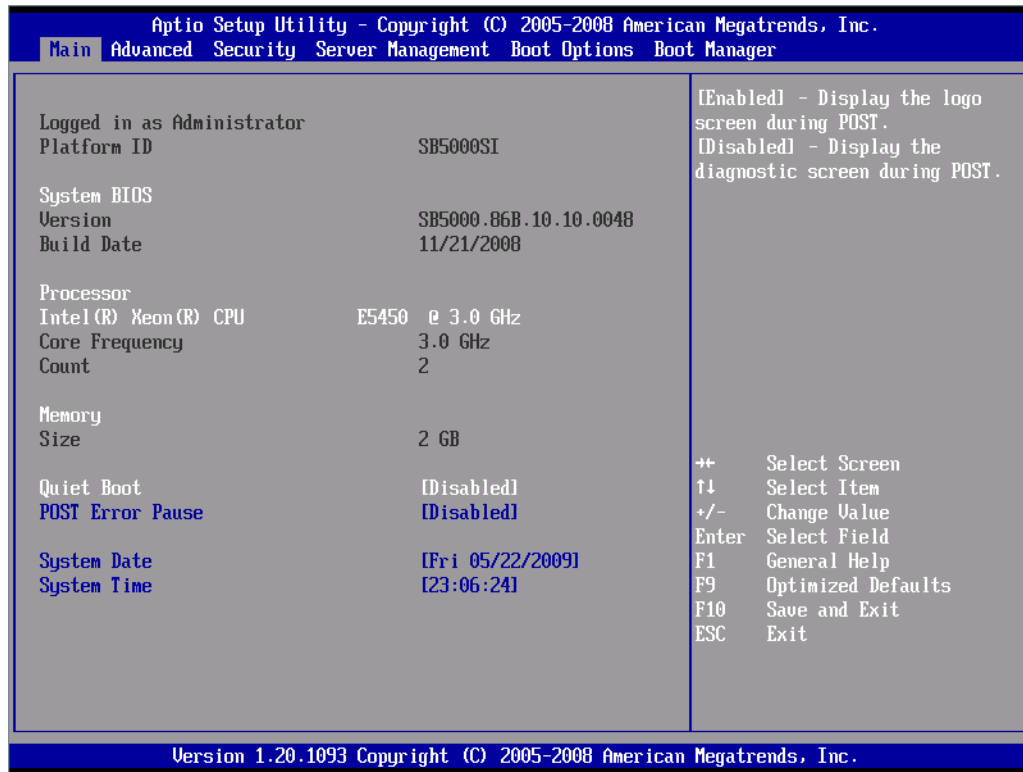 Aptio Setup Utility - Copyright (C) 2005-2008 American Megatrends, Inc.
Main Advanced Security Server Management Boot Options Boot Manager
Logged in as Administrator
Platform ID SB5000SI
System BIOS
Version SB5000.86B.10.10.0048
Build Date 11/21/2008
Processor
Intel(R) Xeon(R) CPU E5450 @ 3.0 GHz
Core Frequency 3.0 GHz
Count 2
Memory
Size 2 GB
Quiet Boot [Disabled]
POST Error Pause [Disabled]
System Date [Fri 05/22/2009]
System Time [23:06:24]
[Enabled] - Display the logo
screen during POST.
[Disabled] - Display the
diagnostic screen during POST.
→← Select Screen
↑↓ Select Item
+/- Change Value
Enter Select Field
F1 General Help
F9 Optimized Defaults
F10 Save and Exit
ESC Exit
Version 1.20.1093 Copyright (C) 2005-2008 American Megatrends, Inc.